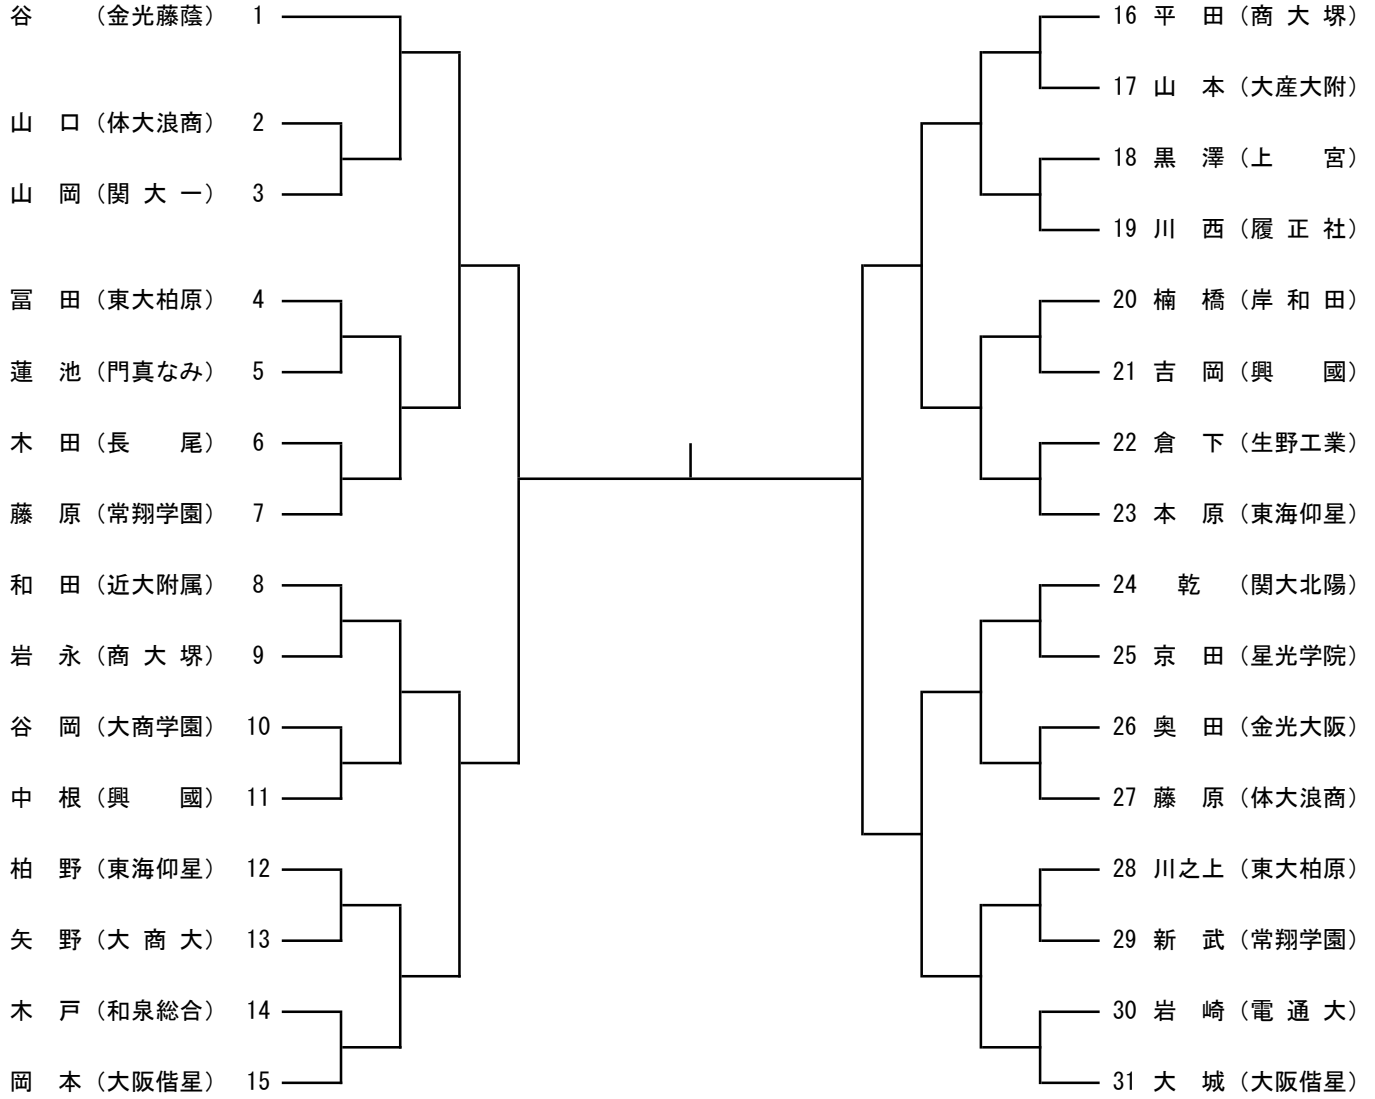 谷　　（金光藤蔭） 1
山　口（体大浪商） 2
山　岡（関 大 一） 3
冨　田（東大柏原） 4
蓮　池（門真なみ） 5
木　田（長　　尾） 6
藤　原（常翔学園） 7
和　田（近大附属） 8
岩　永（商 大 堺） 9
谷　岡（大商学園） 10
中　根（興　　國） 11
柏　野（東海仰星） 12
矢　野（大 商 大） 13
木　戸（和泉総合） 14
岡　本（大阪偕星） 15
16 平　田（商 大 堺）
17 山　本（大産大附）
18 黒　澤（上　　宮）
19 川　西（履 正 社）
20 楠　橋（岸 和 田）
21 吉　岡（興　　國）
22 倉　下（生野工業）
23 本　原（東海仰星）
24 　乾　（関大北陽）
25 京　田（星光学院）
26 奥　田（金光大阪）
27 藤　原（体大浪商）
28 川之上（東大柏原）
29 新　武（常翔学園）
30 岩　崎（電 通 大）
31 大　城（大阪偕星）